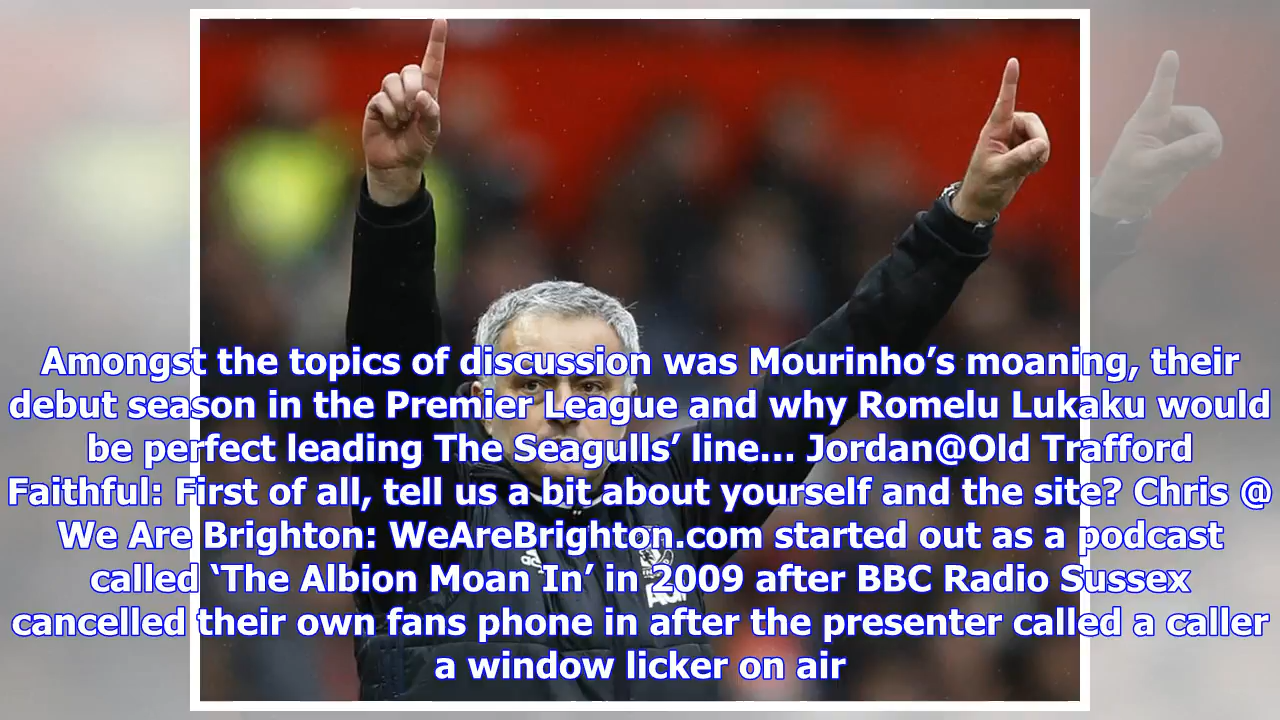 Amongst the topics of discussion was Mourinho’s moaning, their
debut season in the Premier League and why Romelu Lukaku would
be perfect leading The Seagulls’ line... Jordan@Old Trafford
Faithful: First of all, tell us a bit about yourself and the site? Chris @
We Are Brighton: WeAreBrighton.com started out as a podcast
called ‘The Albion Moan In’ in 2009 after BBC Radio Sussex
cancelled their own fans phone in after the presenter called a caller
a window licker on air